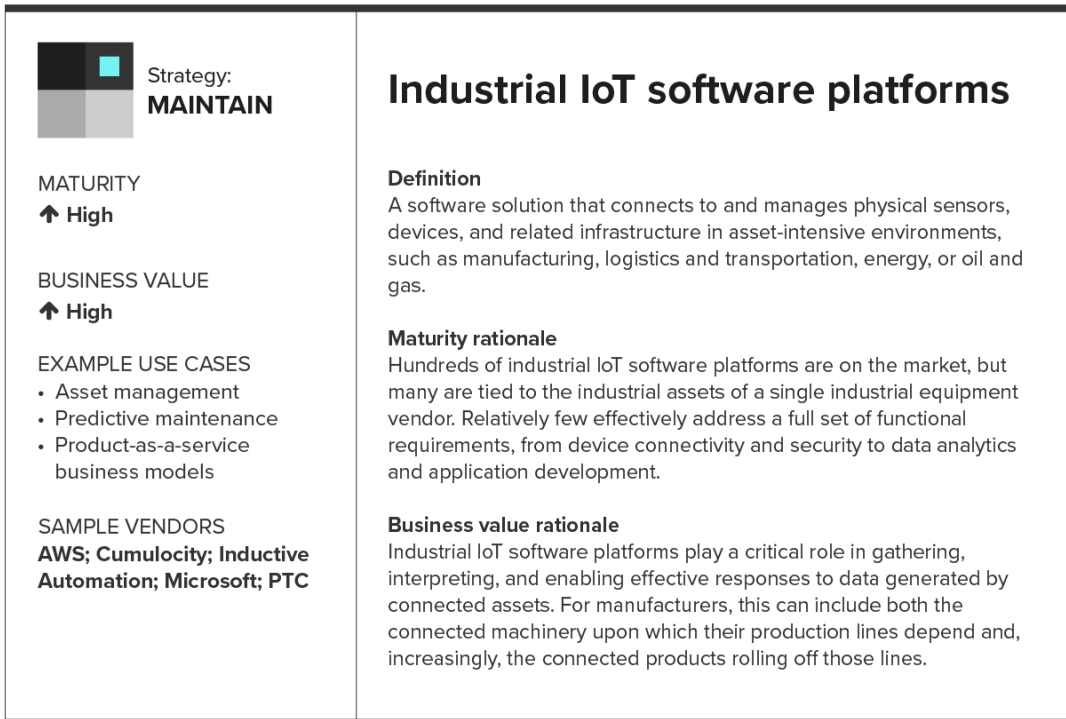 Strategy:
MAINTAIN
MATURITY
↑ High
BUSINESS VALUE
↑ High
EXAMPLE USE CASES
• Asset management
• Predictive maintenance
• Product-as-a-service
business models
SAMPLE VENDORS
AWS; Cumulocity; Inductive
Automation; Microsoft; PTC
Industrial IoT software platforms
Definition
A software solution that connects to and manages physical sensors,
devices, and related infrastructure in asset-intensive environments,
such as manufacturing, logistics and transportation, energy, or oil and
gas.
Maturity rationale
Hundreds of industrial IoT software platforms are on the market, but
many are tied to the industrial assets of a single industrial equipment
vendor. Relatively few effectively address a full set of functional
requirements, from device connectivity and security to data analytics
and application development.
Business value rationale
Industrial IoT software platforms play a critical role in gathering,
interpreting, and enabling effective responses to data generated by
connected assets. For manufacturers, this can include both the
connected machinery upon which their production lines depend and,
increasingly, the connected products rolling off those lines.